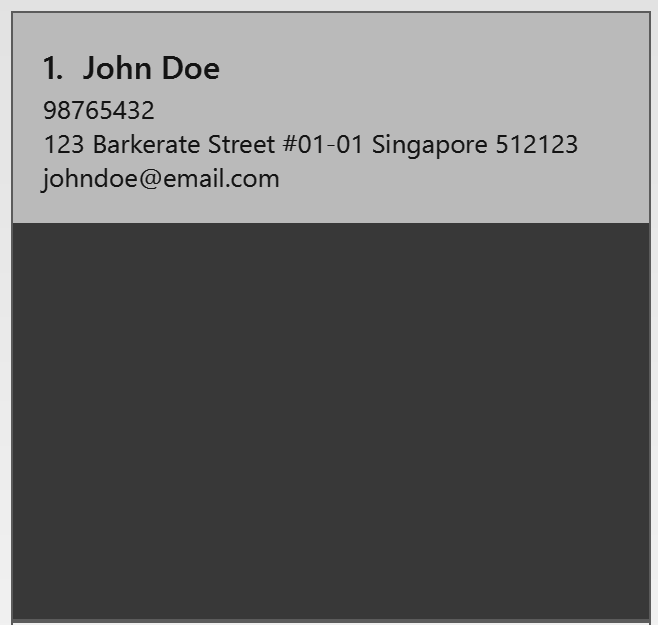 1. John Doe
98765432
123 Barkerate Street #01-01 Singapore 512123
johndoe@email.com